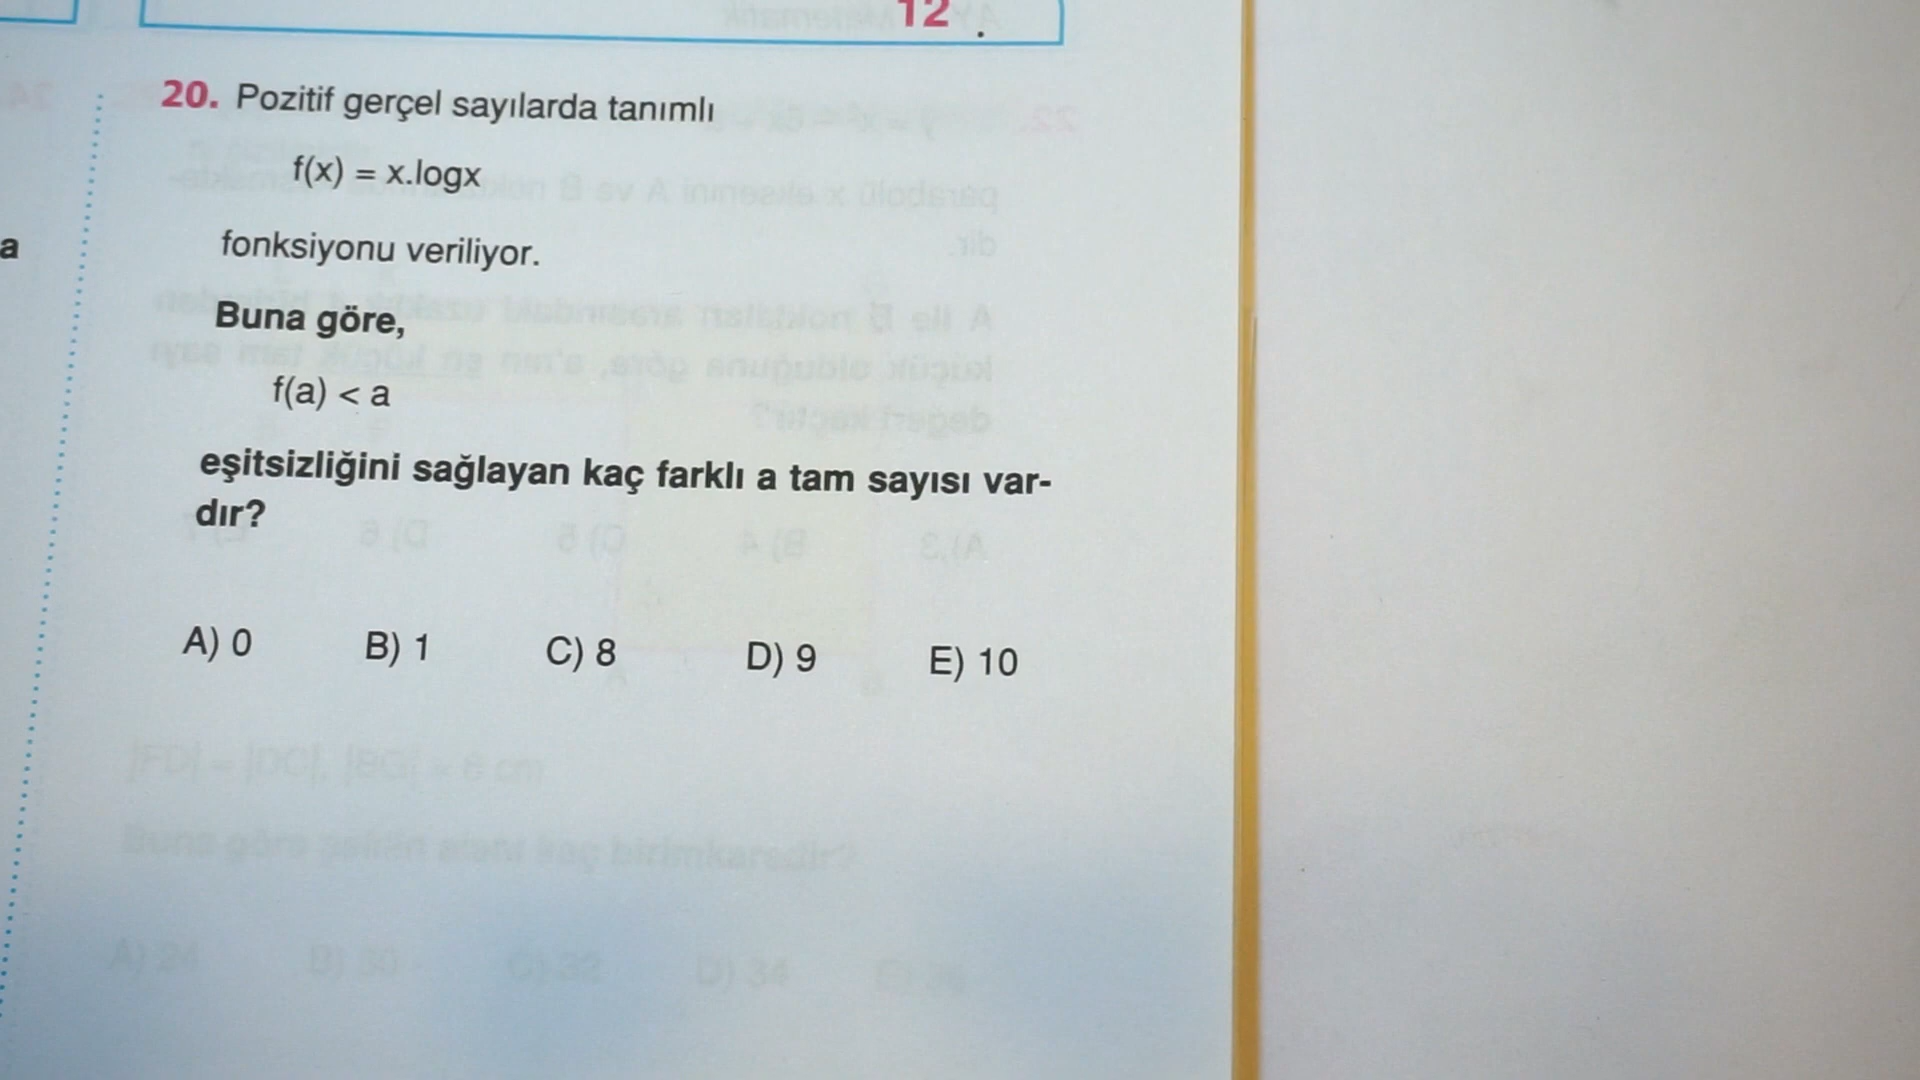 12
20. Pozitif gerçel sayılarda tanımlı
f(x) = x.logx
fonksiyonu veriliyor.
a
Buna göre,
f(a) < a
eşitsizliğini sağlayan kaç farklı a tam sayısı var-
dır?
A) 0 B) 1 C) 8 D) 9 E) 10